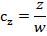 c_z = z/w